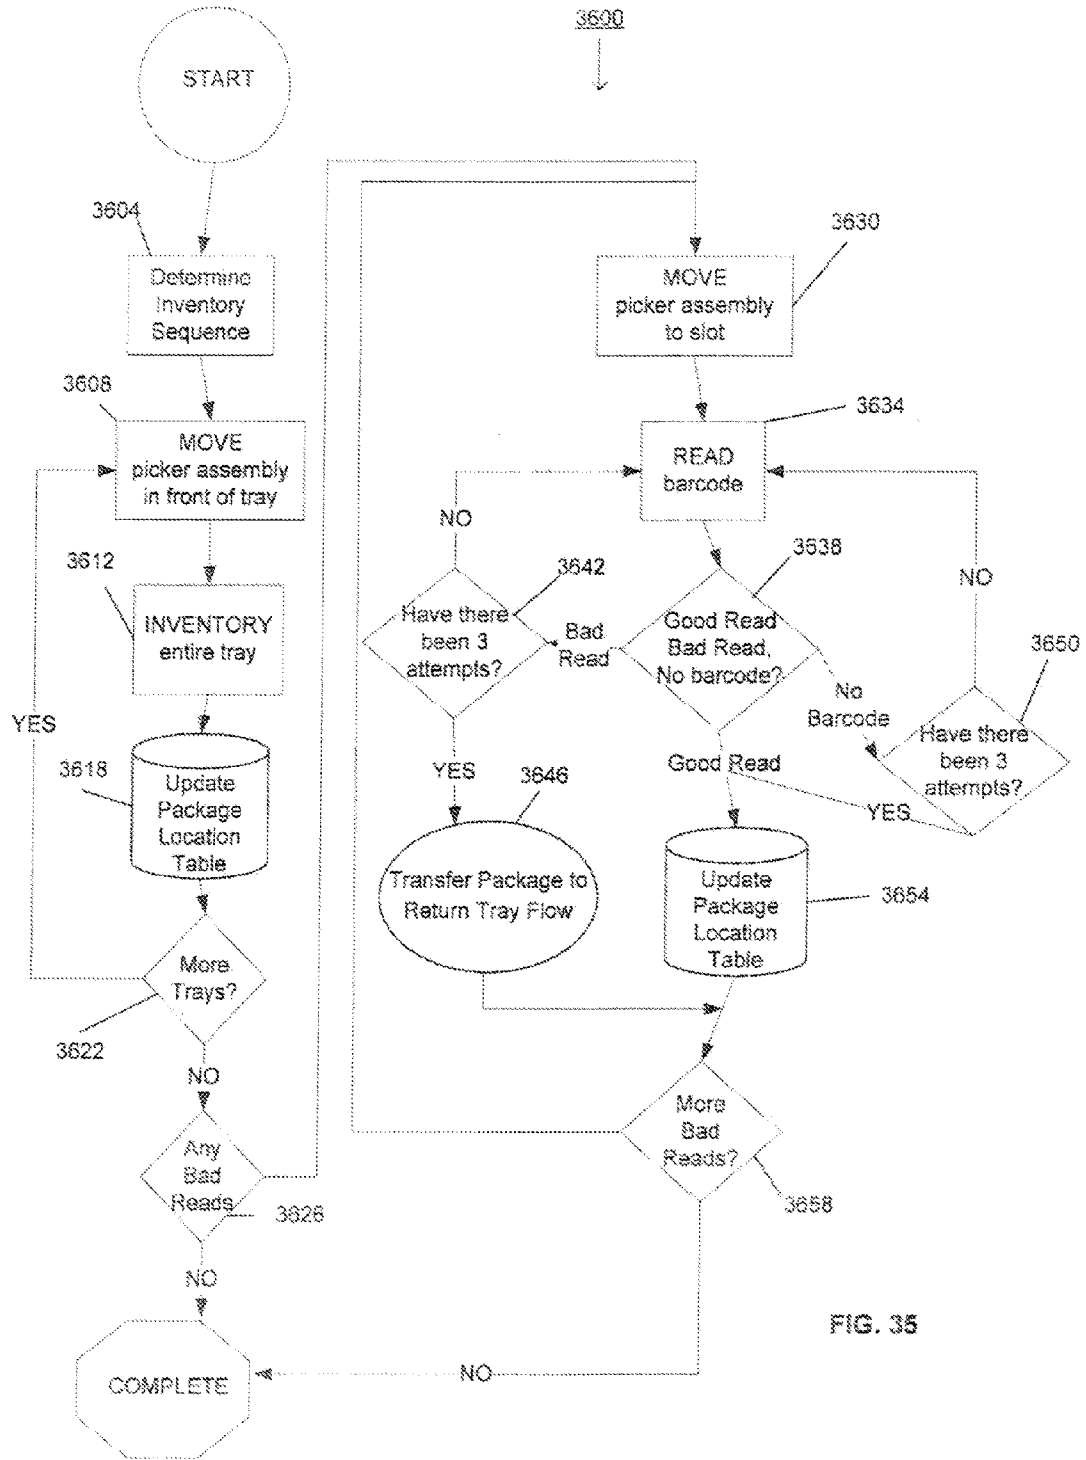 3600
START
3604
Determine
Inventory
Sequence
3608
MOVE
picker assembly
in front of tray
3612
INVENTORY
entire tray
YES
3618
Update
Package
Location
Table
More
Trays?
3622
NO
Any
Bad
Reads
3626
NO
COMPLETE
3630
MOVE
picker assembly
to slot
3634
READ
barcode
NO
3642
Have there
been 3
attempts?
Bad
Read
3638
Good Read
Bad Read,
No barcode?
NO
3650
No
Barcode
Have there
been 3
attempts?
YES
3646
Good Read
YES
Transfer Package to
Return Tray Flow
Update
Package
Location
Table
3654
More
Bad
Reads?
3658
NO
FIG. 35